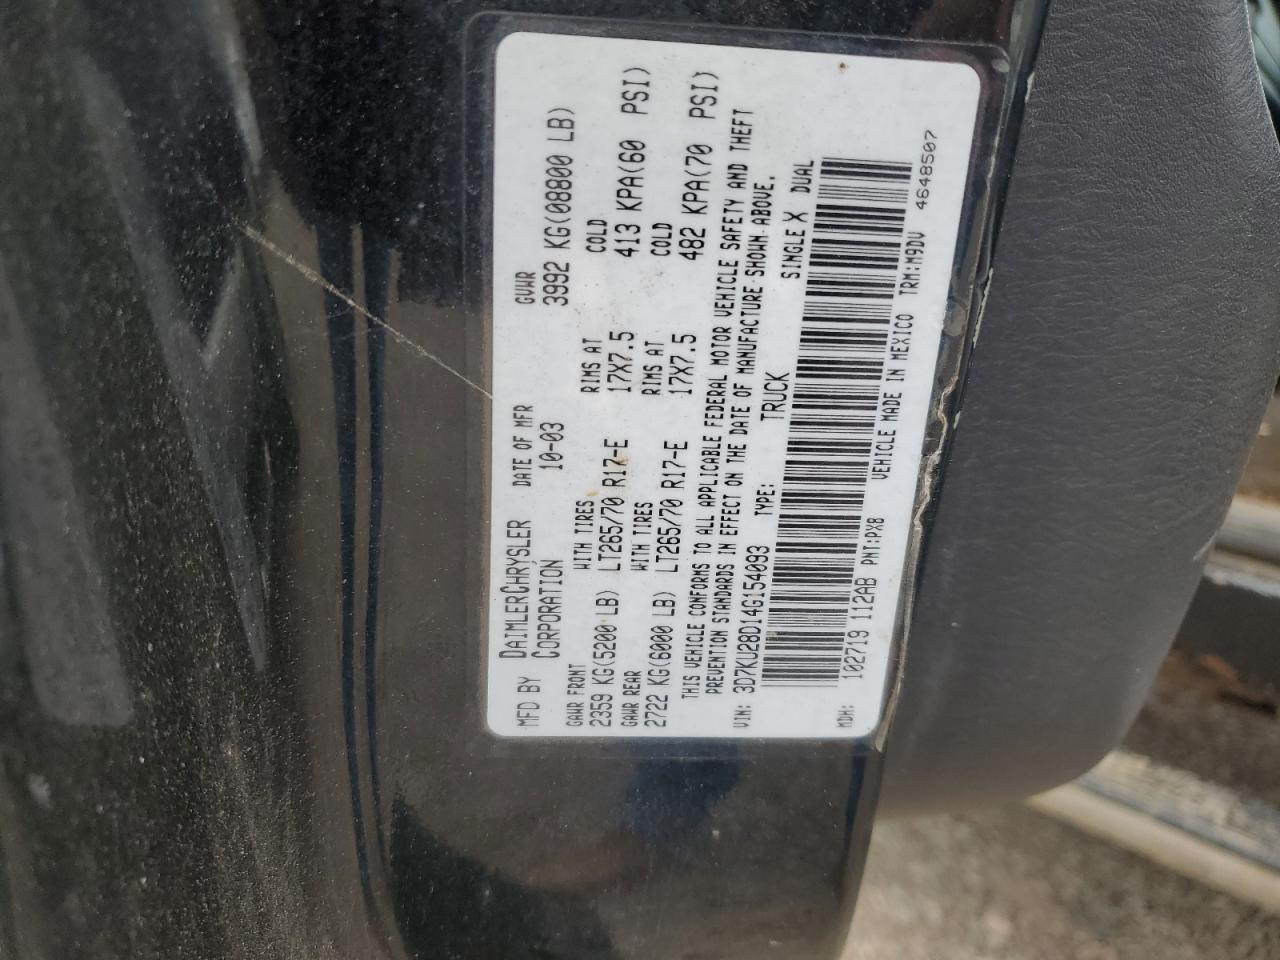 MFD BY DAIMLERCHRYSLER DATE OF MFR GVWR
CORPORATION 10-03 3992 KG(08800 LB)
GAWR FRONT WITH TIRES RIMS AT COLD
2359 KG(5200 LB) LT265/70 R17-E 17X7.5 413 KPA(60 PSI)
GAWR REAR WITH TIRES RIMS AT COLD
2722 KG(6000 LB) LT265/70 R17-E 17X7.5 482 KPA(70 PSI)
THIS VEHICLE CONFORMS TO ALL APPLICABLE FEDERAL MOTOR VEHICLE SAFETY AND THEFT
PREVENTION STANDARDS IN EFFECT ON THE DATE OF MANUFACTURE SHOWN ABOVE.
VIN: 3D7KU28D14G154093 TYPE: TRUCK SINGLE X DUAL
MDH: 102719 112AB PNT:PX8 VEHICLE MADE IN MEXICO TRM:M9DV 4648507